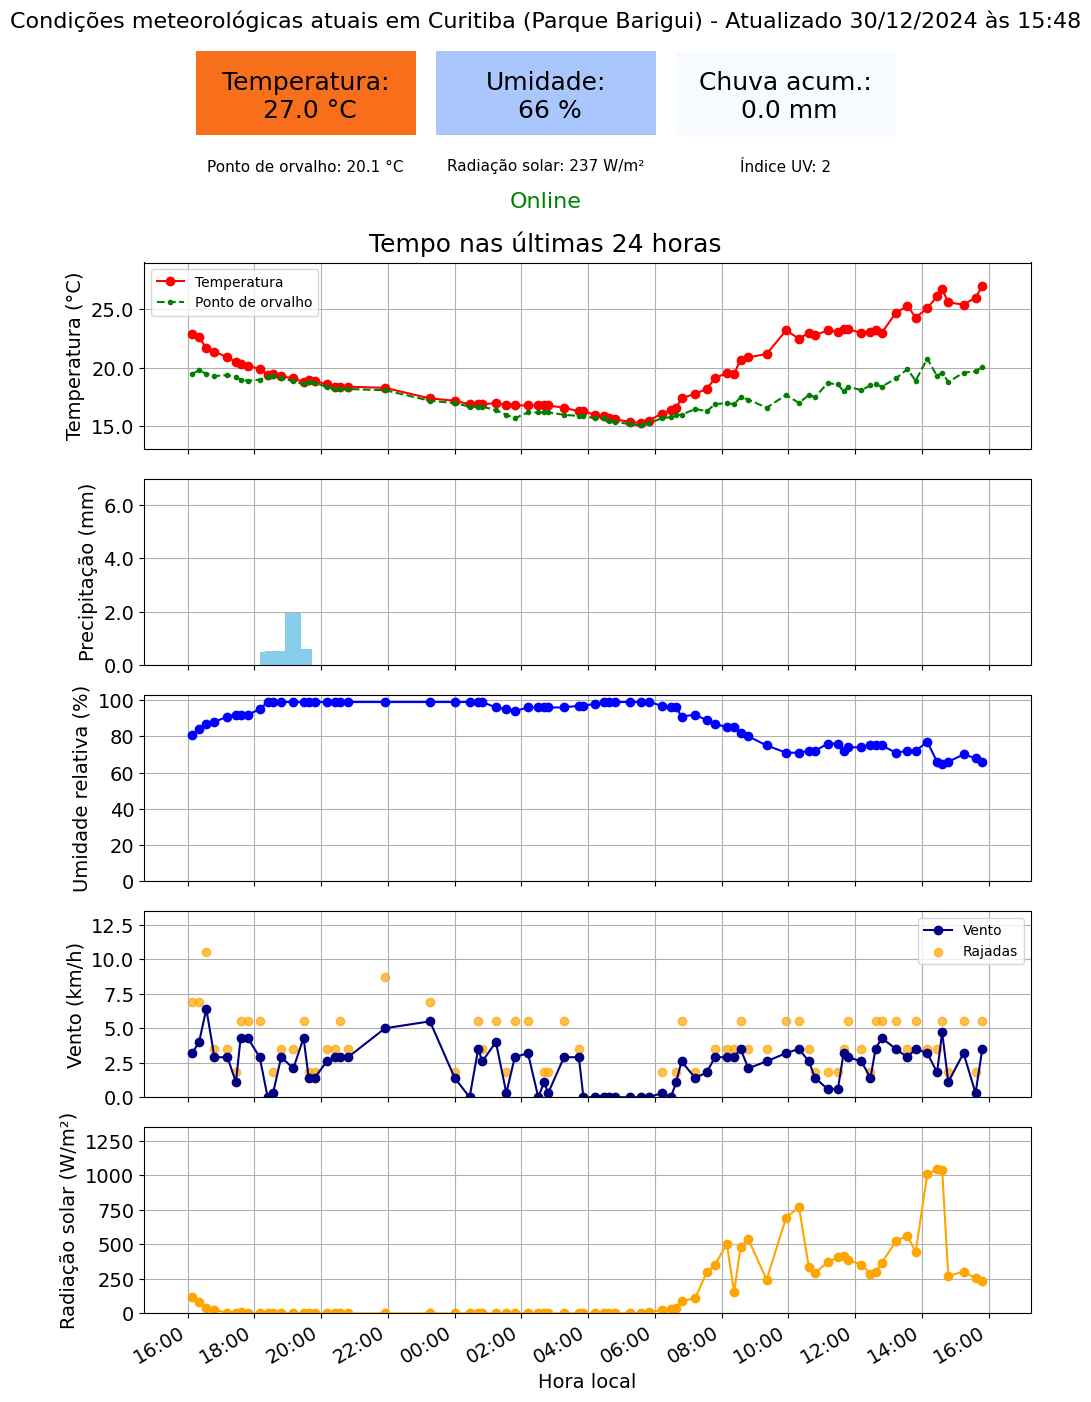 Condições meteorológicas atuais em Curitiba (Parque Barigui) - Atualizado 30/12/2024 às 15:48
Temperatura:
27.0 °C
Umidade:
66 %
Chuva acum.:
0.0 mm
Ponto de orvalho: 20.1 °C
Radiação solar: 237 W/m²
Índice UV: 2
Online
Tempo nas últimas 24 horas
Temperatura (°C)
25.0
20.0
15.0
Temperatura
Ponto de orvalho
Precipitação (mm)
6.0
4.0
2.0
0.0
Umidade relativa (%)
100
80
60
40
20
0
Vento (km/h)
12.5
10.0
7.5
5.0
2.5
0.0
Vento
Rajadas
Radiação solar (W/m²)
1250
1000
750
500
250
0
16:00
18:00
20:00
22:00
00:00
02:00
04:00
06:00
08:00
10:00
12:00
14:00
16:00
Hora local